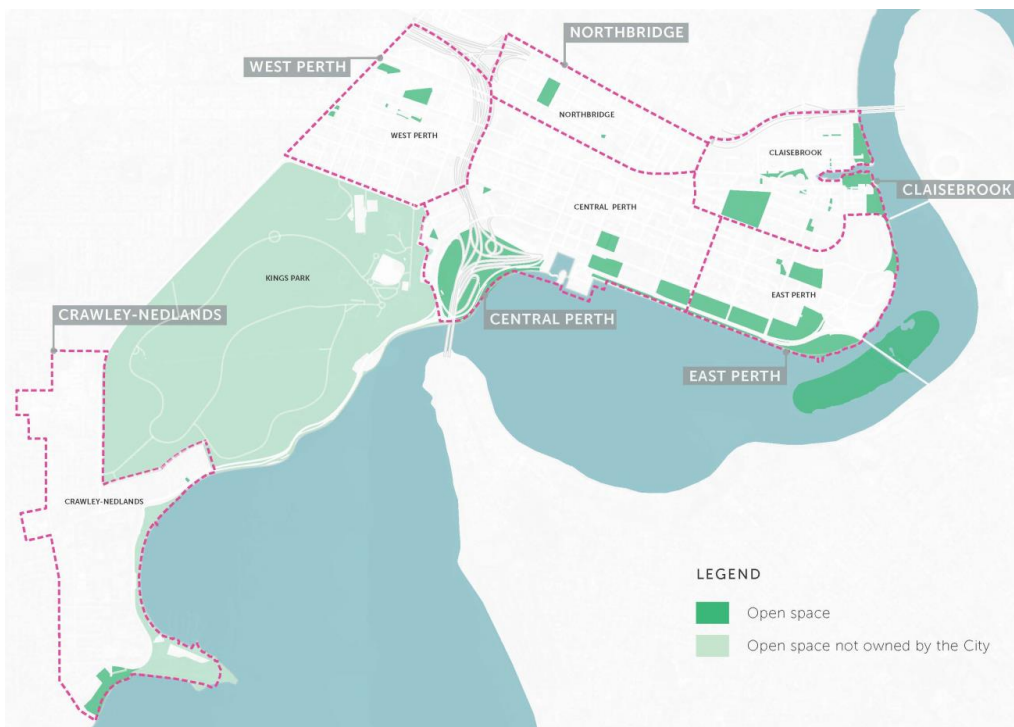 NORTHBRIDGE
WEST PERTH
NORTHBRIDGE
WEST PERTH
CLAISEBROOK
CLAISEBROOK
CENTRAL PERTH
KINGS PARK
EAST PERTH
CRAWLEY-NEDLANDS
CENTRAL PERTH
EAST PERTH
CRAWLEY-NEDLANDS
LEGEND
Open space
Open space not owned by the City